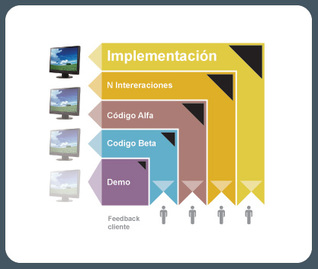 Implementación
N Intereraciones
Código Alfa
Codigo Beta
Demo
Feedback
cliente